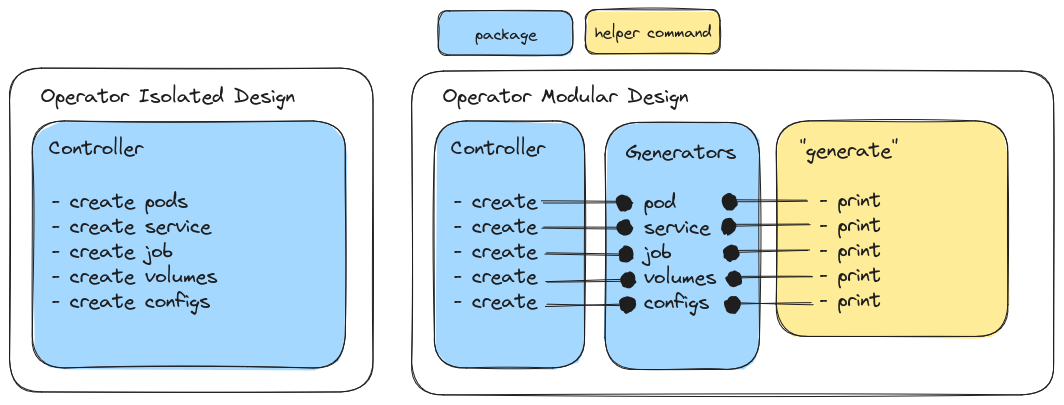 package
helper command
Operator Isolated Design
Controller
- create pods
- create service
- create job
- create volumes
- create configs
Operator Modular Design
Controller
- create
- create
- create
- create
- create
Generators
pod
service
job
volumes
configs
"generate"
- print
- print
- print
- print
- print